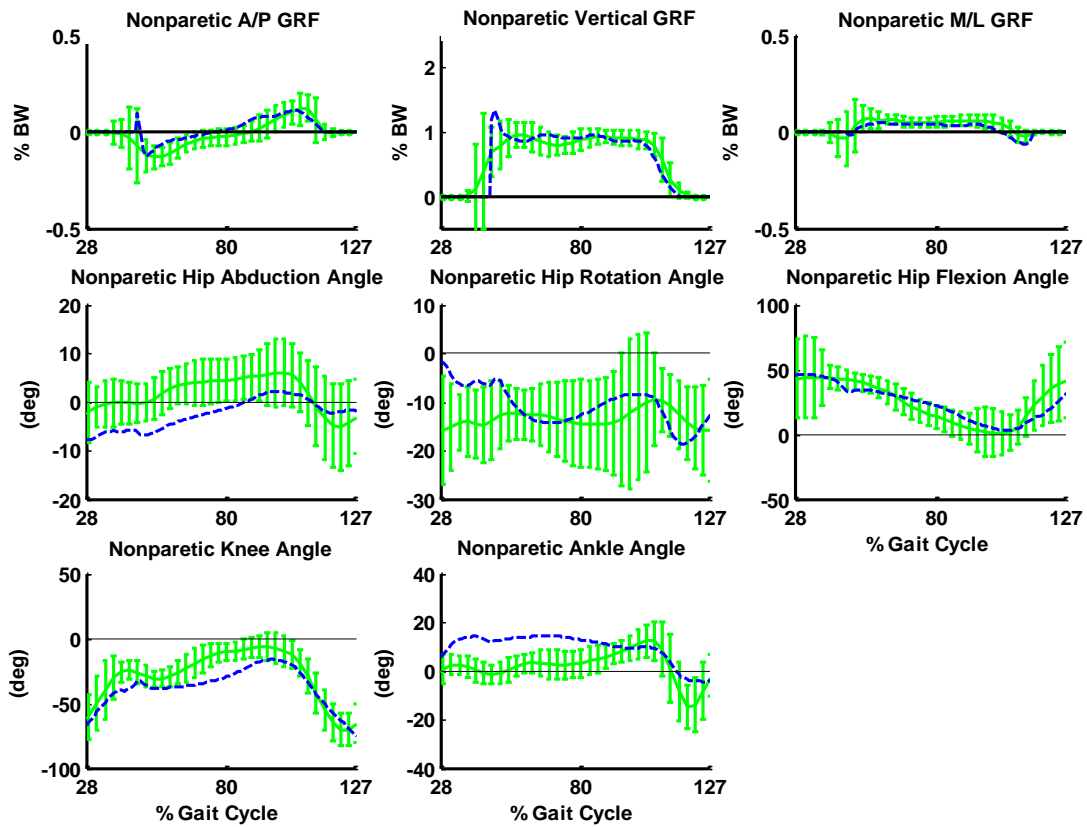 Nonparetic A/P GRF
Nonparetic Vertical GRF
Nonparetic M/L GRF
0.5
0
-0.5
% BW
28
80
127
2
1
0
% BW
28
80
127
0.5
0
-0.5
% BW
28
80
127
Nonparetic Hip Abduction Angle
Nonparetic Hip Rotation Angle
Nonparetic Hip Flexion Angle
20
10
0
-10
-20
(deg)
28
80
127
10
0
-10
-20
-30
(deg)
28
80
127
100
50
0
-50
(deg)
28
80
127
% Gait Cycle
Nonparetic Knee Angle
Nonparetic Ankle Angle
50
0
-50
-100
(deg)
28
80
127
% Gait Cycle
40
20
0
-20
-40
(deg)
28
80
127
% Gait Cycle